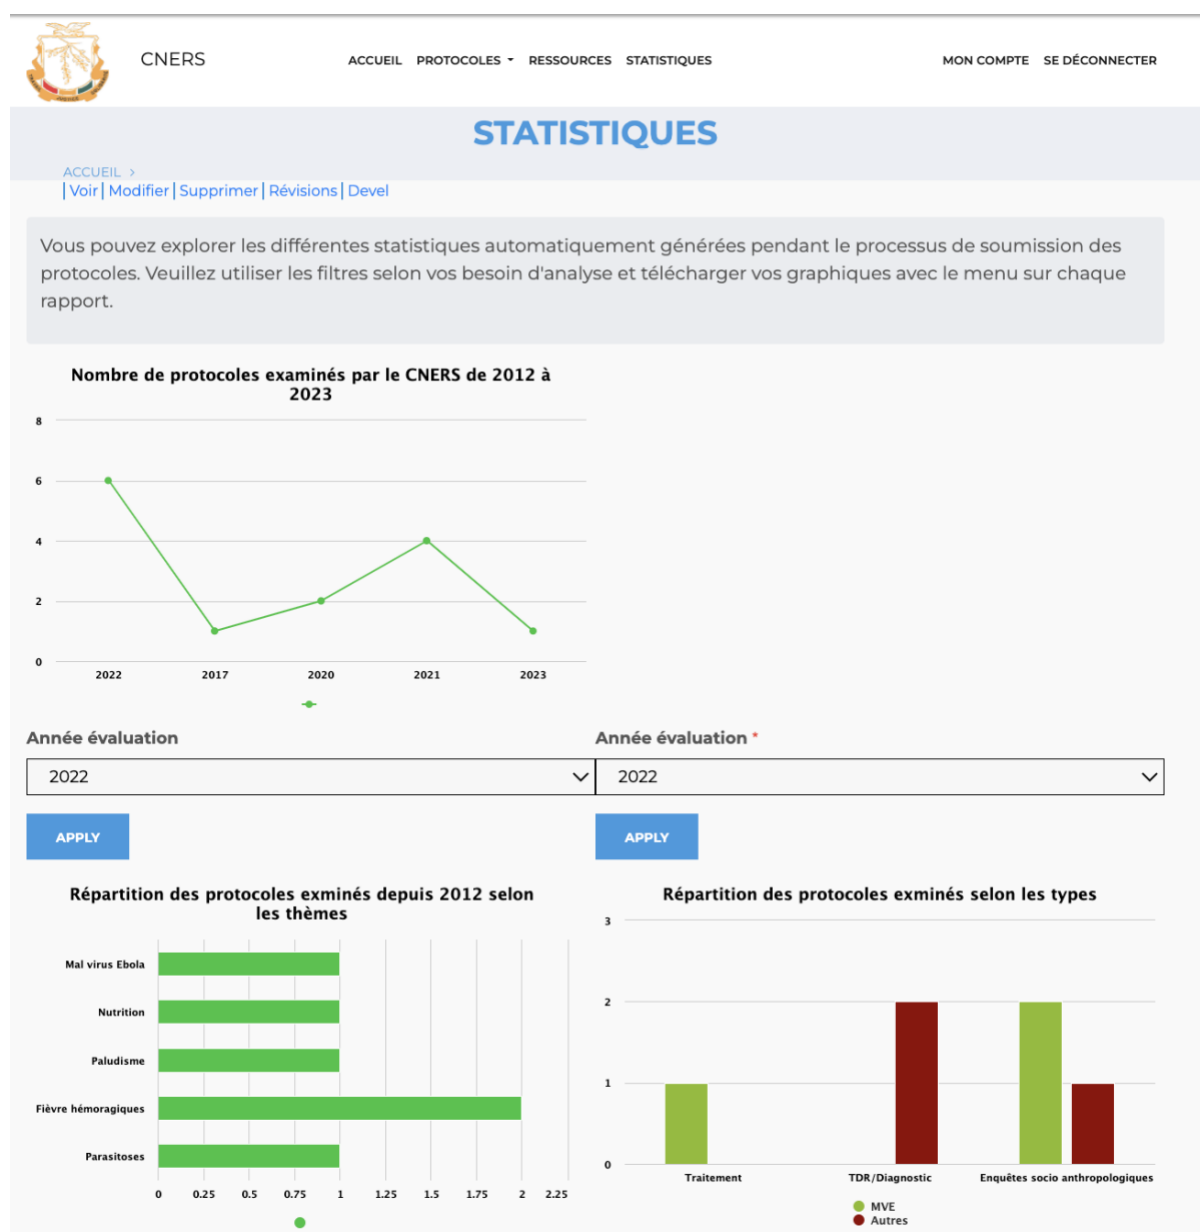 CNERS
ACCUEIL PROTOCOLES RESSOURCES STATISTIQUES
MON COMPTE SE DÉCONNECTER
STATISTIQUES
ACCUEIL >
| Voir | Modifier | Supprimer | Révisions | Devel
Vous pouvez explorer les différentes statistiques automatiquement générées pendant le processus de soumission des
protocoles. Veuillez utiliser les filtres selon vos besoin d'analyse et télécharger vos graphiques avec le menu sur chaque
rapport.
Nombre de protocoles examinés par le CNERS de 2012 à
2023
8
6
4
2
0
2022 2017 2020 2021 2023
Année évaluation
2022
APPLY
Année évaluation *
2022
APPLY
Répartition des protocoles exminés depuis 2012 selon
les thèmes
Mal virus Ebola
Nutrition
Paludisme
Fièvre hémoragiques
Parasitoses
0 0.25 0.5 0.75 1 1.25 1.5 1.75 2 2.25
Répartition des protocoles exminés selon les types
3
2
1
0
Traitement TDR/Diagnostic Enquêtes socio anthropologiques
MVE
Autres